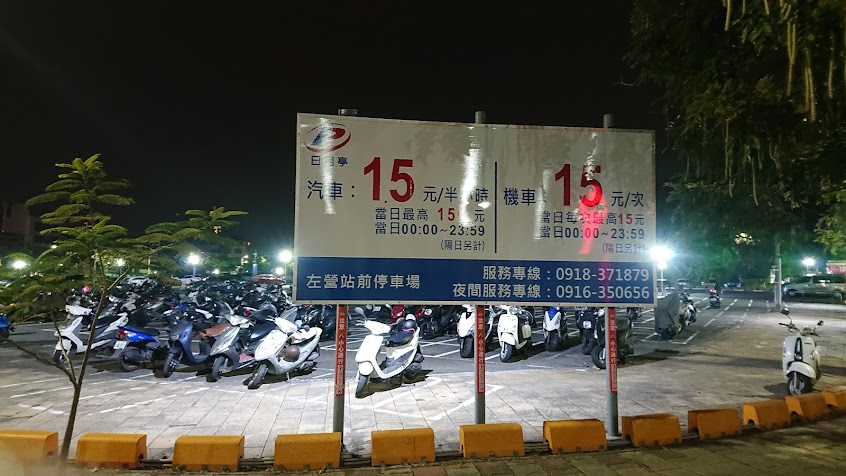 日月亭
汽車：15元/半小時
當日最高 15 元
當日00:00~23:59
(隔日另計)
機車：15元/次
當日每次最高15元
當日00:00~23:59
(隔日另計)
左營站前停車場
服務專線：0918-371879
夜間服務專線：0916-350656